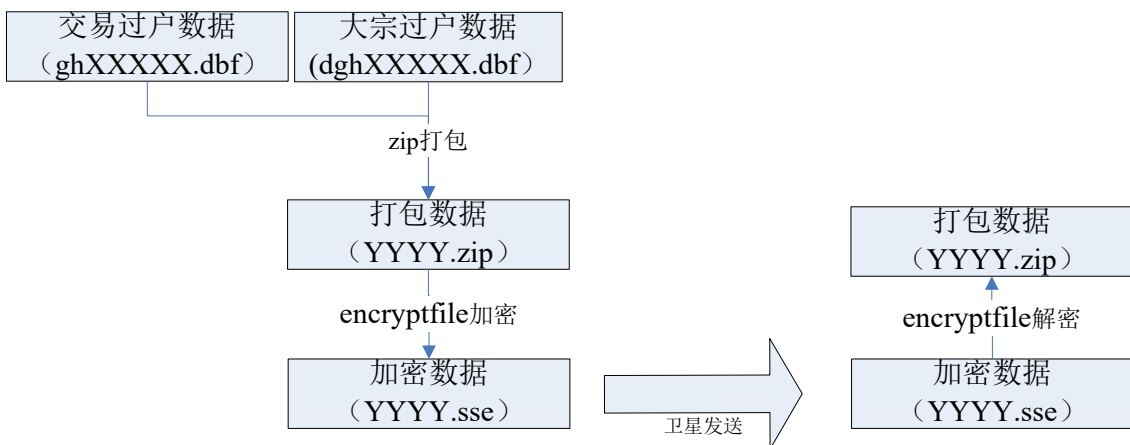 交易过户数据
（ghXXXXX.dbf）
大宗过户数据
(dghXXXXX.dbf）
zip打包
打包数据
（YYYY.zip）
encryptfile加密
加密数据
（YYYY.sse）
卫星发送
打包数据
（YYYY.zip）
encryptfile解密
加密数据
（YYYY.sse）